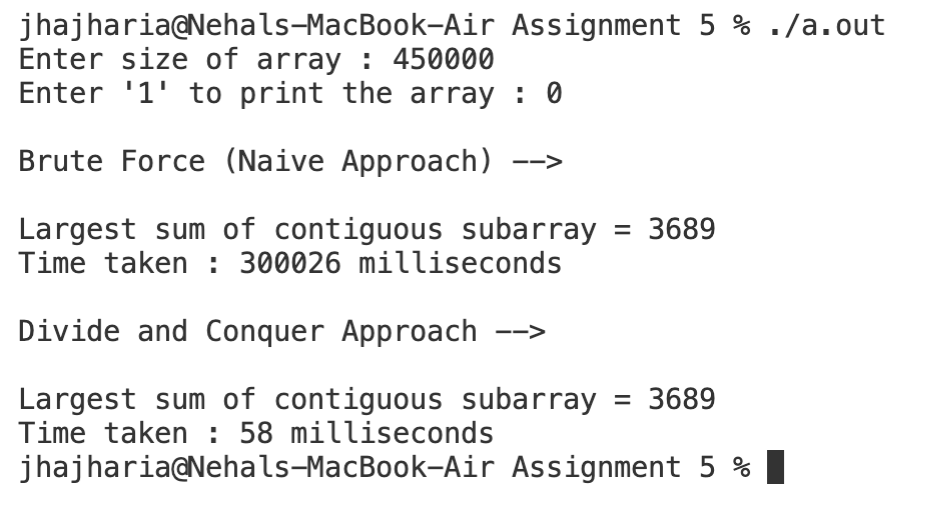 jhajharia@Nehals-MacBook-Air Assignment 5 % ./a.out
Enter size of array : 450000
Enter '1' to print the array : 0
Brute Force (Naive Approach) -->
Largest sum of contiguous subarray = 3689
Time taken : 300026 milliseconds
Divide and Conquer Approach -->
Largest sum of contiguous subarray = 3689
Time taken : 58 milliseconds
jhajharia@Nehals-MacBook-Air Assignment 5 %